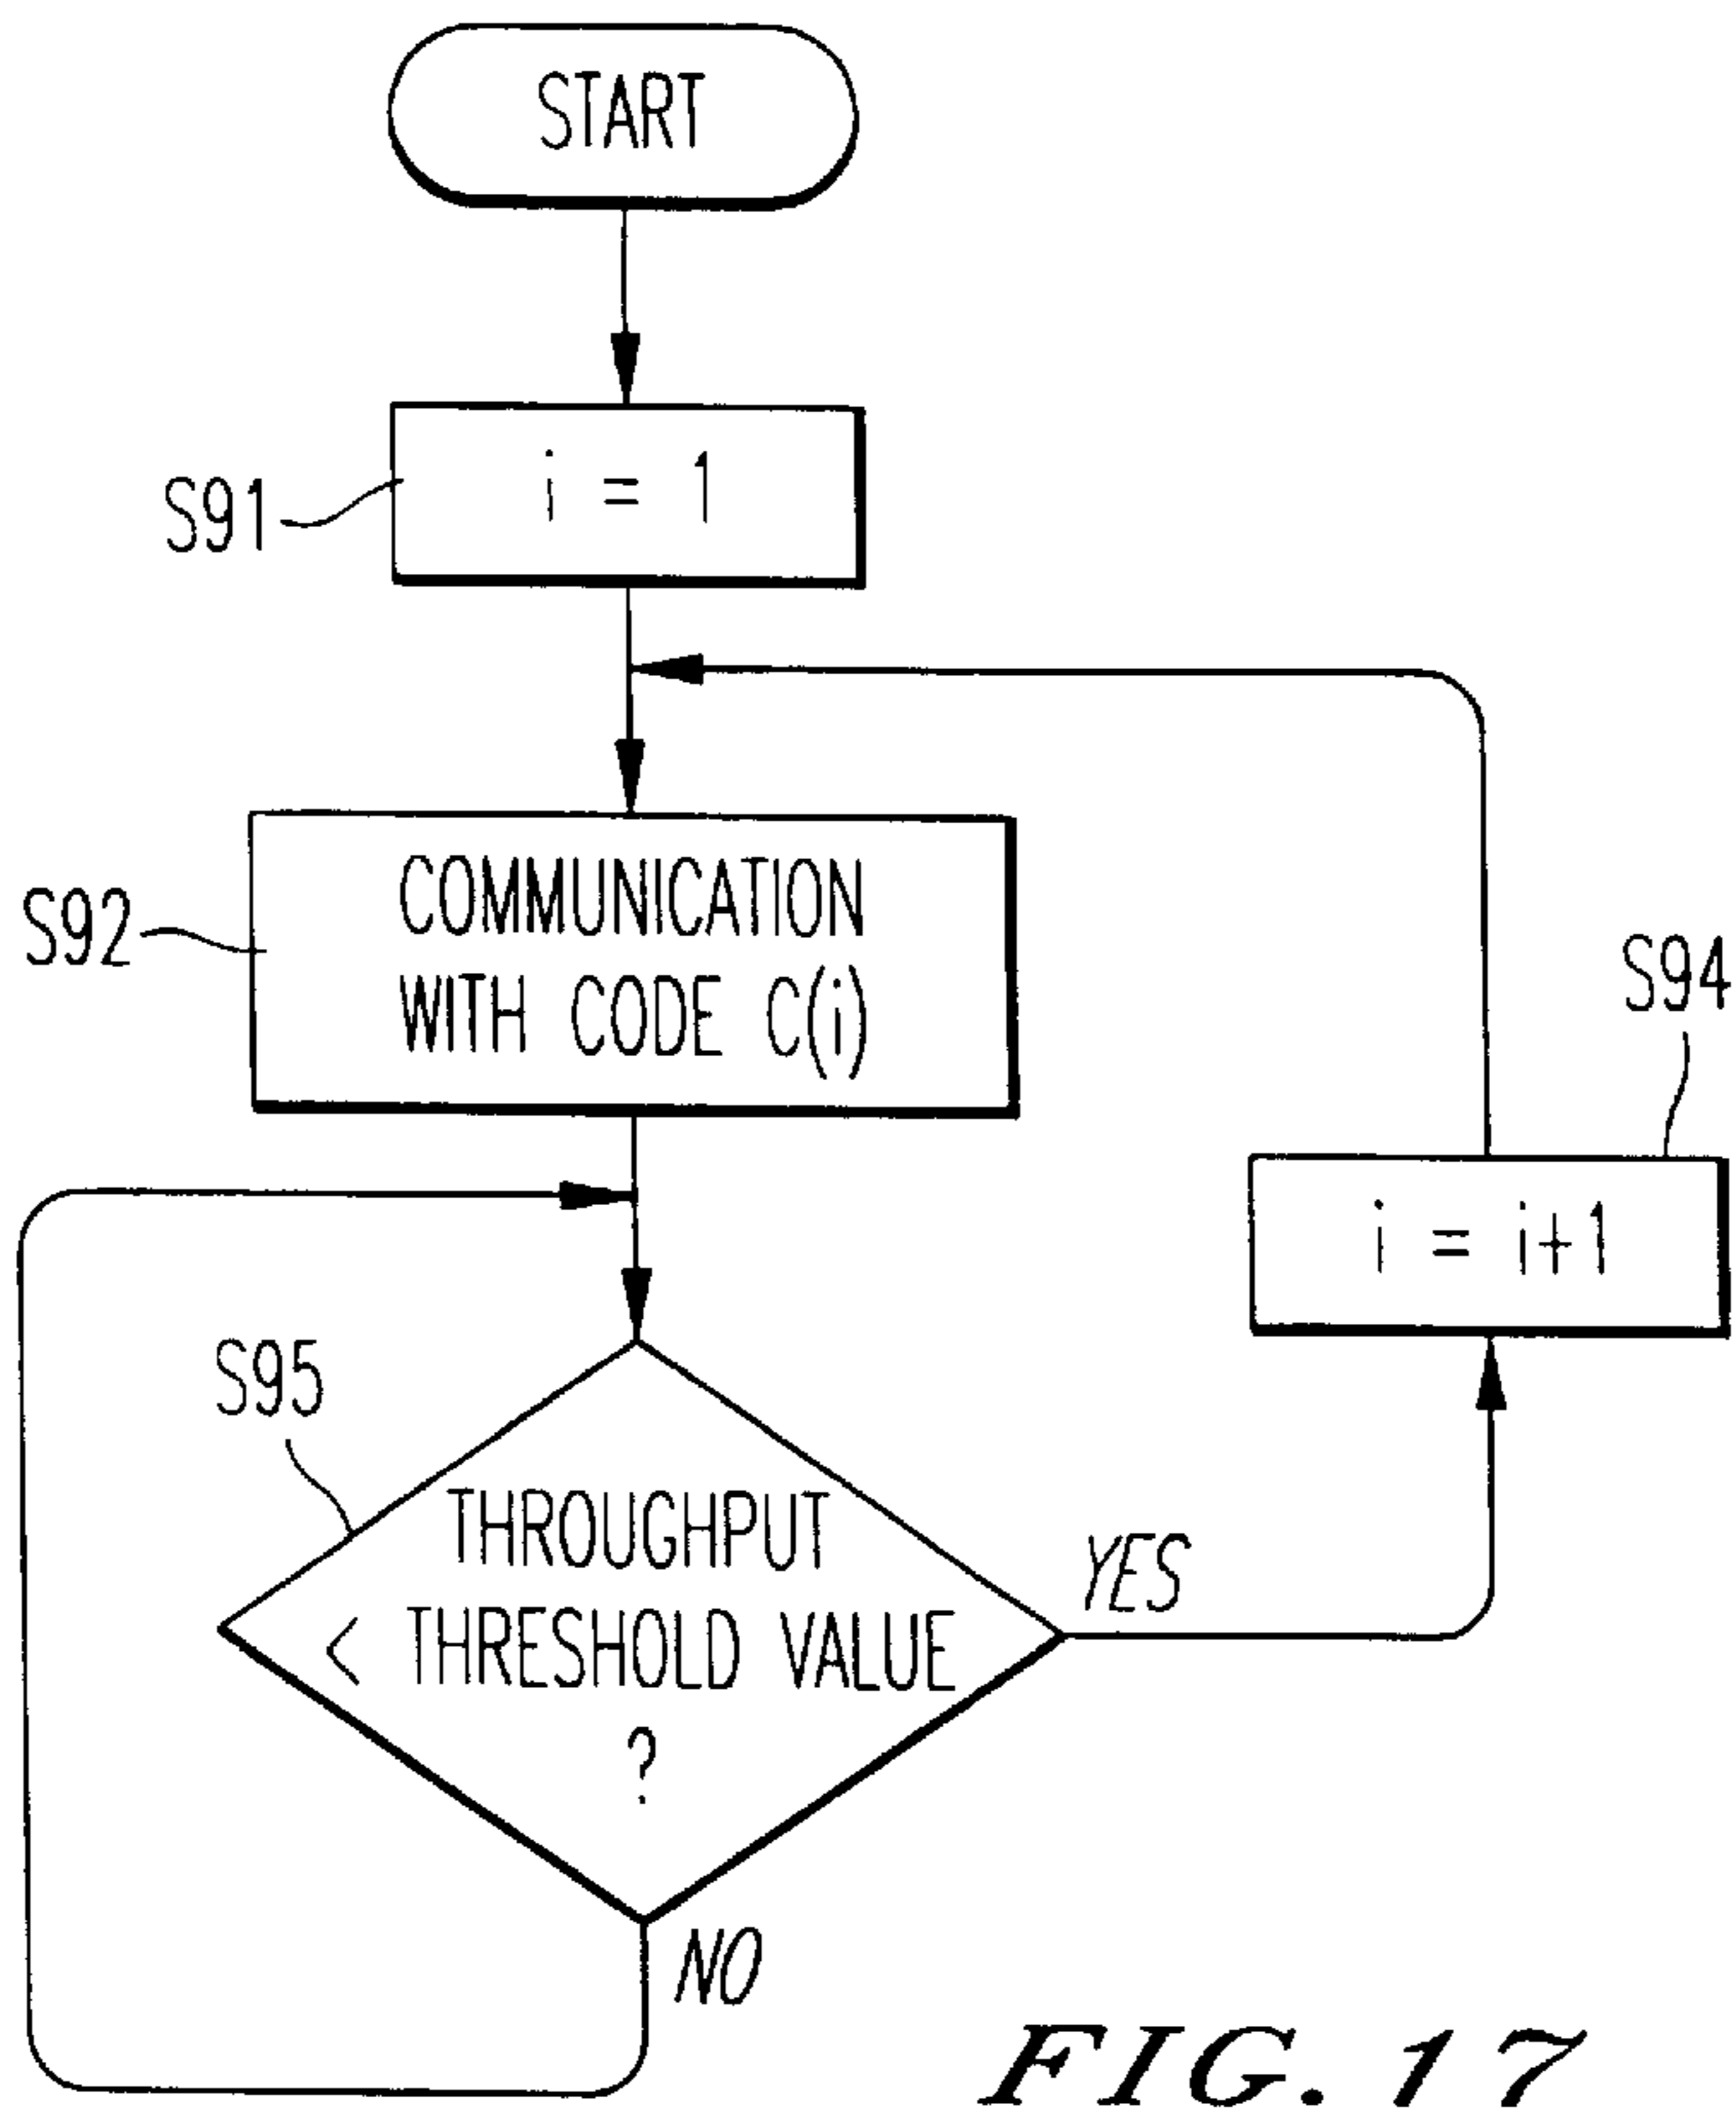 START
S91
i = 1
S92
COMMUNICATION
WITH CODE C(i)
S94
i = i+1
S95
THROUGHPUT
< THRESHOLD VALUE
?
YES
NO
FIG. 17